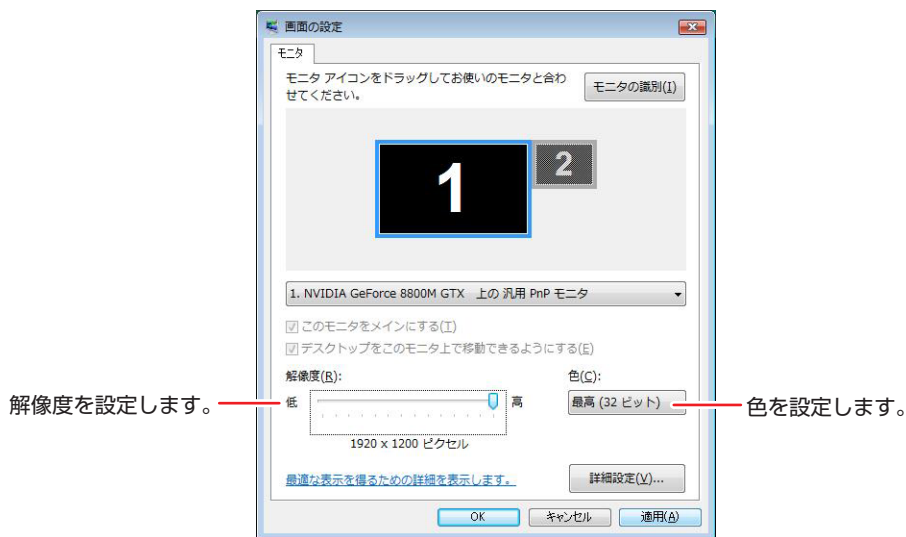 画面の設定
モニタ
モニタ アイコンをドラッグしてお使いのモニタと合わ
せてください。
モニタの識別(I)
1
2
1. NVIDIA GeForce 8800M GTX 上の 汎用 PnP モニタ
このモニタをメインにする(T)
デスクトップをこのモニタ上で移動できるようにする(E)
解像度(R):
色(C):
解像度を設定します。
低
高
最高 (32 ビット)
色を設定します。
1920 x 1200 ピクセル
最適な表示を得るための詳細を表示します。
詳細設定(V)...
OK
キャンセル
適用(A)